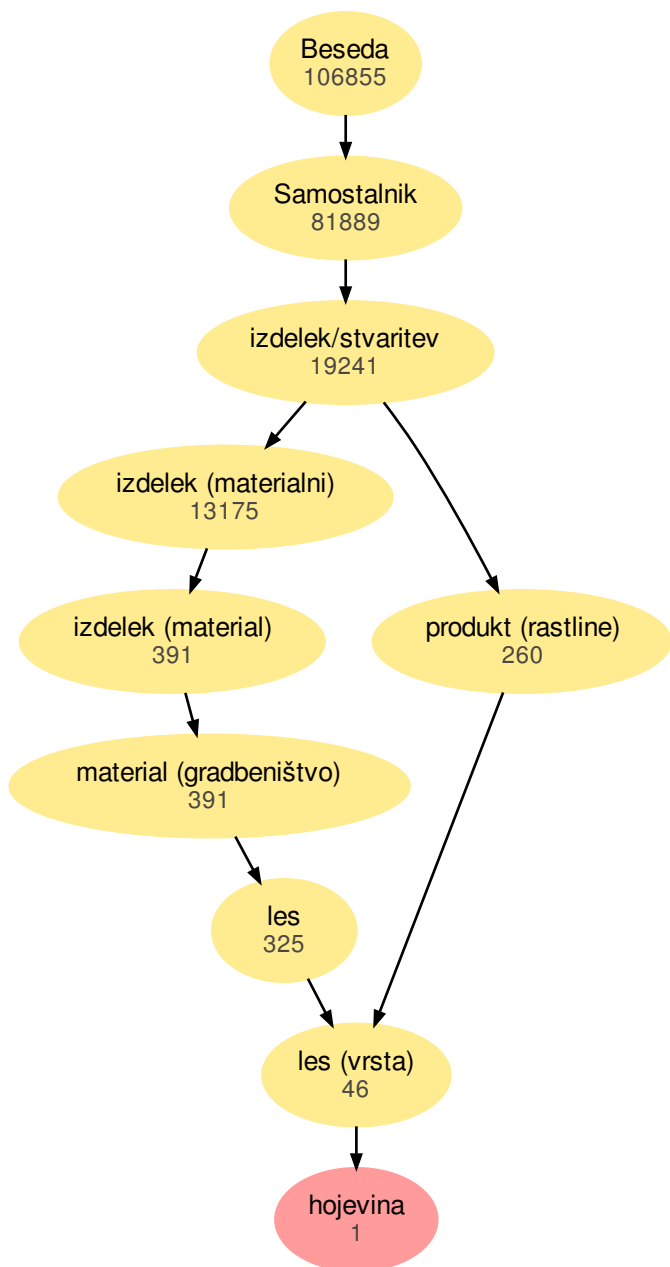 Beseda
106855
Samostalnik
81889
izdelek/stvaritev
19241
izdelek (materialni)
13175
izdelek (material)
391
produkt (rastline)
260
material (gradbeništvo)
391
les
325
les (vrsta)
46
hojevina
1